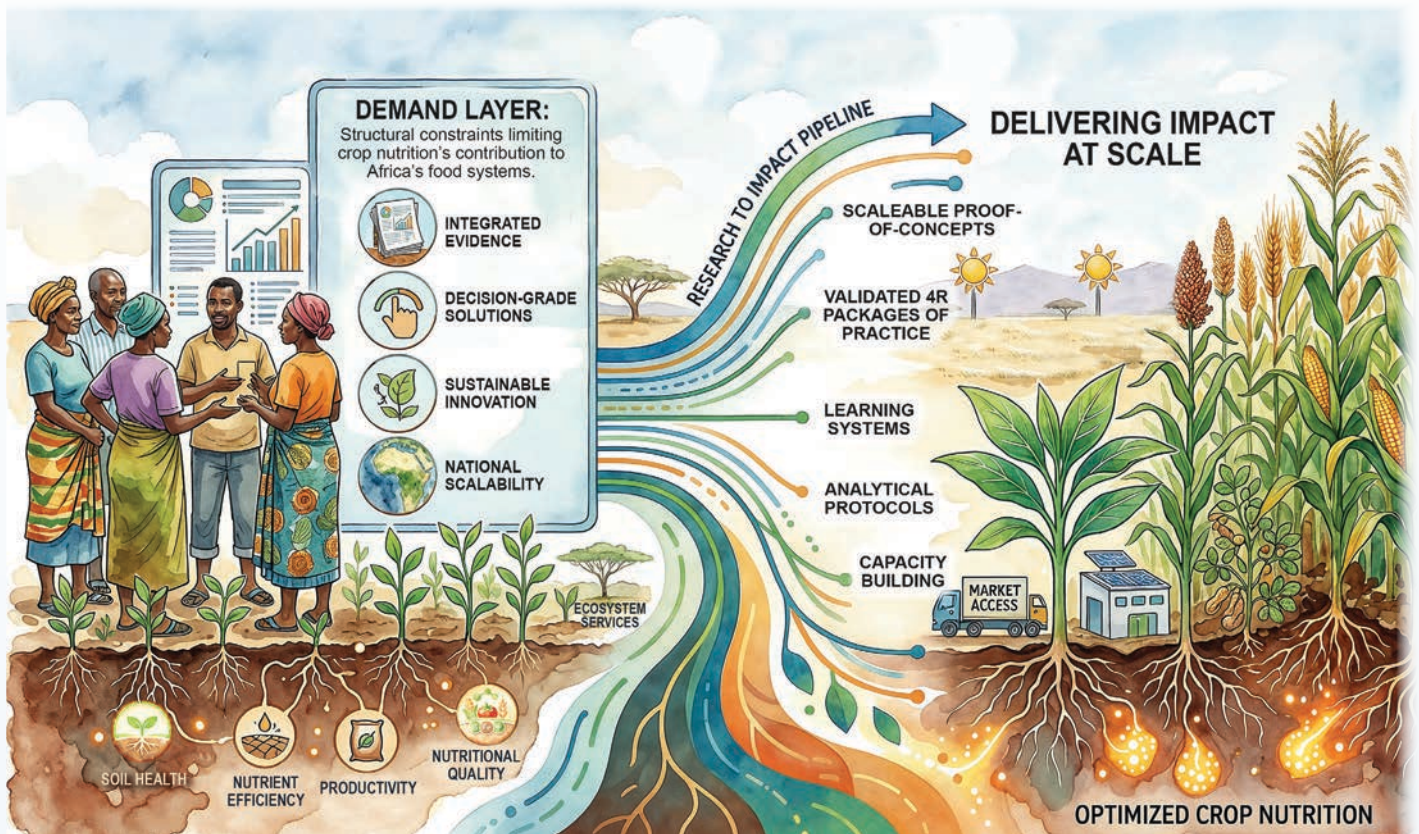 DEMAND LAYER:
Structural constraints limiting
crop nutrition's contribution to
Africa's food systems.
INTEGRATED
EVIDENCE
DECISION-GRADE
SOLUTIONS
SUSTAINABLE
INNOVATION
NATIONAL
SCALABILITY
ECOSYSTEM
SERVICES
SOIL HEALTH
NUTRIENT
EFFICIENCY
PRODUCTIVITY
NUTRITIONAL
QUALITY
RESEARCH TO IMPACT PIPELINE
DELIVERING IMPACT
AT SCALE
SCALEABLE PROOF-
OF-CONCEPTS
VALIDATED 4R
PACKAGES OF
PRACTICE
LEARNING
SYSTEMS
ANALYTICAL
PROTOCOLS
CAPACITY
BUILDING
MARKET
ACCESS
OPTIMIZED CROP NUTRITION